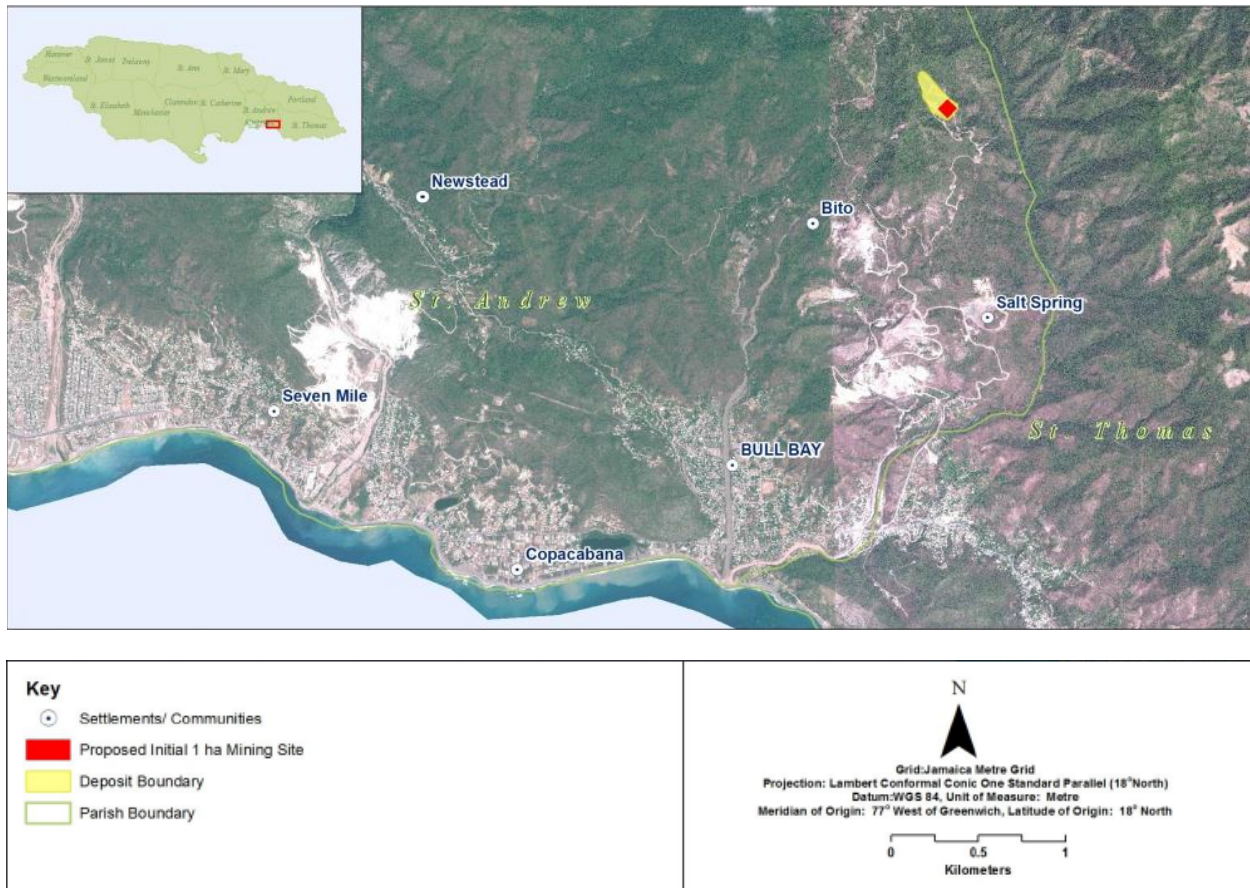 Hanover
St. James
Trelawny
St. Ann
St. Mary
Westmoreland
St. Elizabeth
Manchester
Clarendon
St. Catherine
St. Andrew
Portland
St. Thomas
Newstead
Bito
St. Andrew
Salt Spring
Seven Mile
St. Thomas
BULL BAY
Copacabana
Key
Settlements/ Communities
Proposed Initial 1 ha Mining Site
Deposit Boundary
Parish Boundary
N
Grid:Jamaica Metre Grid
Projection: Lambert Conformal Conic One Standard Parallel (18°North)
Datum:WGS 84, Unit of Measure: Metre
Meridian of Origin: 77° West of Greenwich, Latitude of Origin: 18° North
0 0.5 1
Kilometers